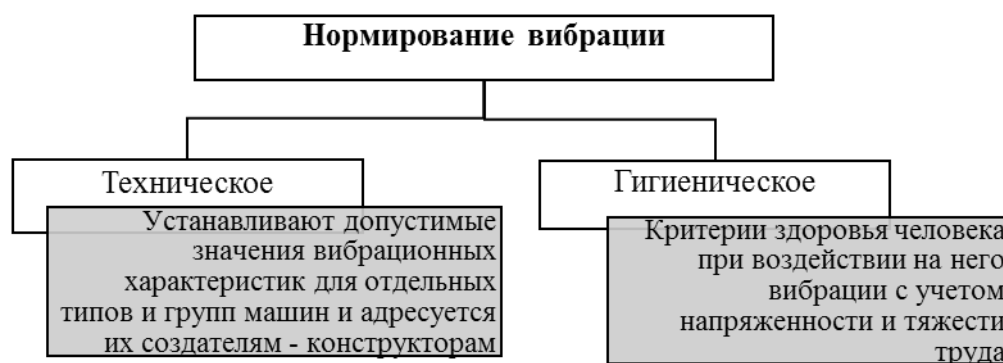 Нормирование вибрации
Техническое
Устанавливают допустимые
значения вибрационных
характеристик для отдельных
типов и групп машин и адресуется
их создателям - конструкторам
Гигиеническое
Критерии здоровья человека
при воздействии на него
вибрации с учетом
напряженности и тяжести
труда